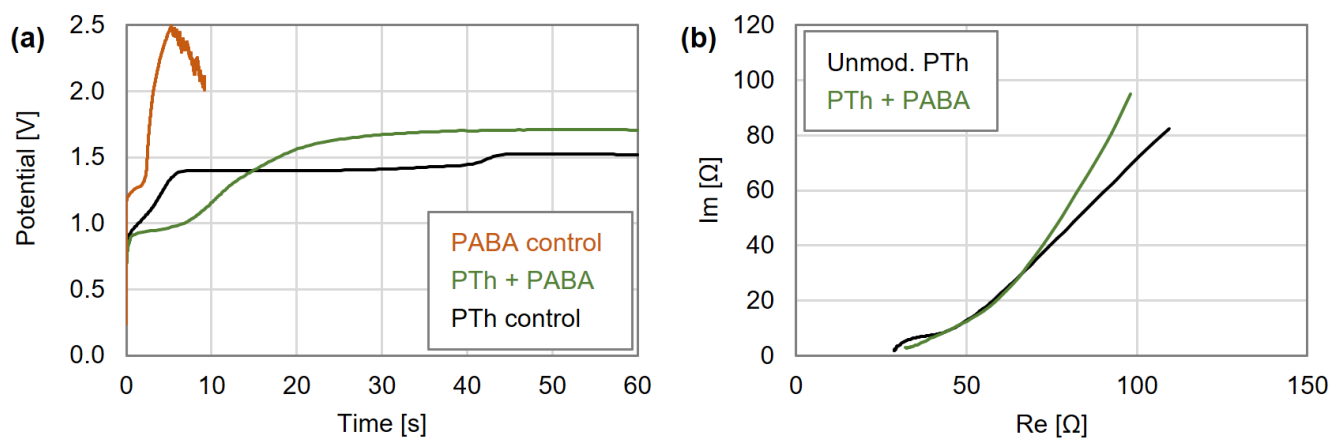 (a)
2.5
2.0
1.5
1.0
0.5
0.0
Potential [V]
PABA control
PTh + PABA
PTh control
0 10 20 30 40 50 60
Time [s]
(b)
120
100
80
60
40
20
0
Im [Ω]
Unmod. PTh
PTh + PABA
0 50 100 150
Re [Ω]